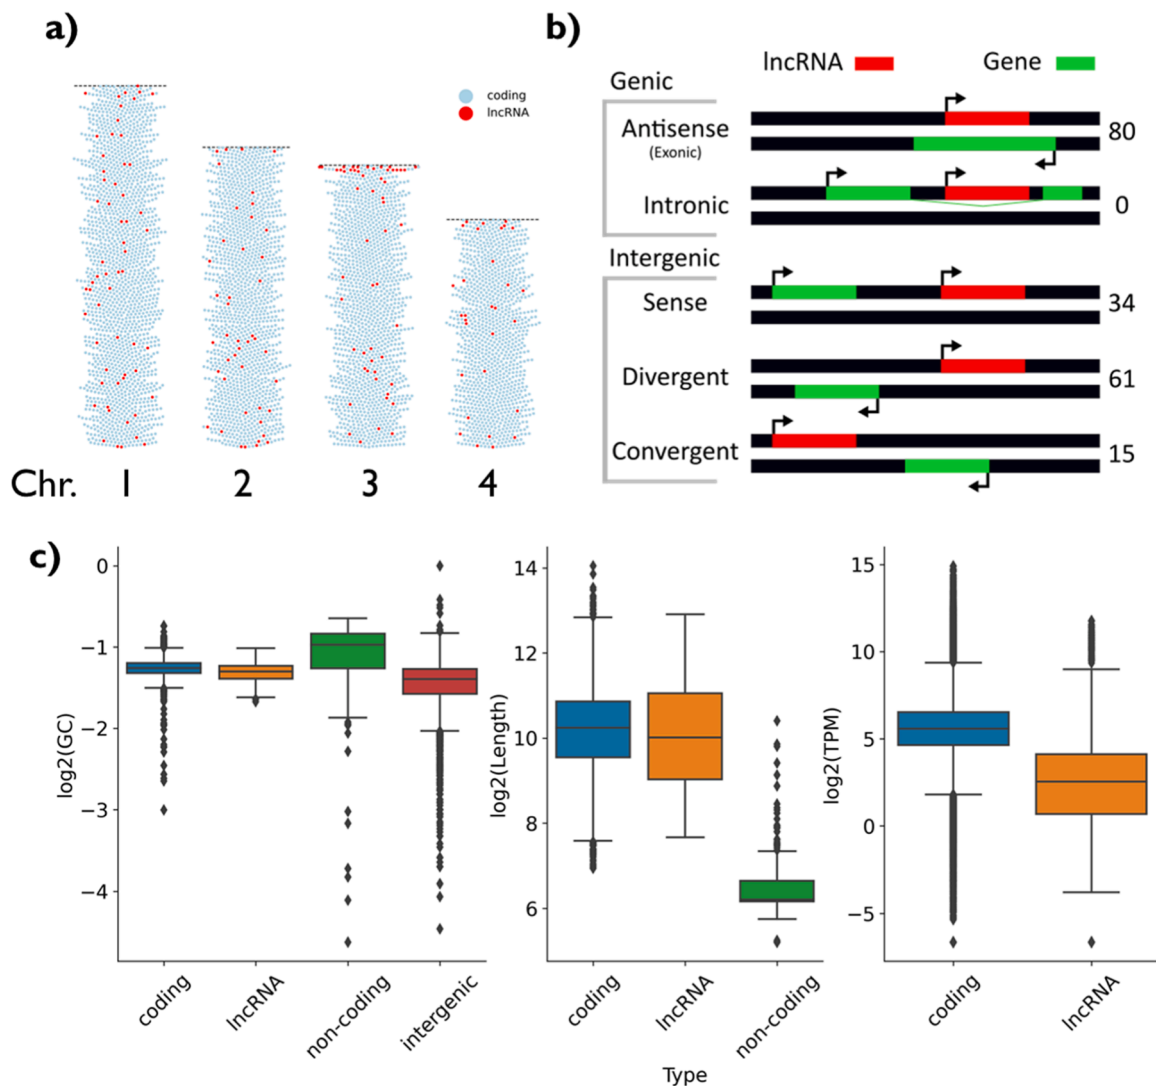 a)
coding
lncRNA
Chr. 1 2 3 4
b)
lncRNA Gene
Genic
Antisense
(Exonic)
80
Intronic
0
Intergenic
Sense
34
Divergent
61
Convergent
15
c)
log2(GC)
0
−1
−2
−3
−4
coding
lncRNA
non-coding
intergenic
log2(Length)
14
12
10
8
6
coding
lncRNA
non-coding
log2(TPM)
15
10
5
0
−5
coding
lncRNA
Type